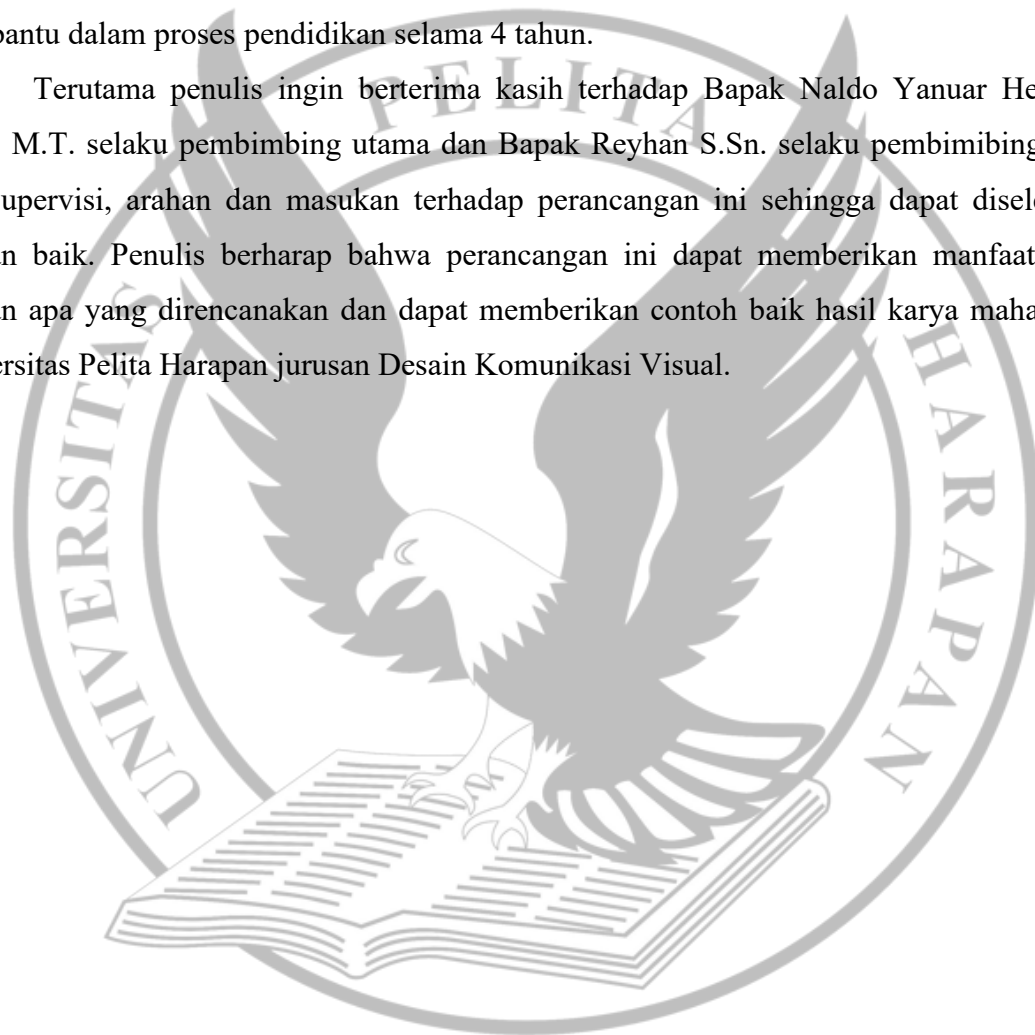 bantu dalam proses pendidikan selama 4 tahun.
Terutama penulis ingin berterima kasih terhadap Bapak Naldo Yanuar He
M.T. selaku pembimbing utama dan Bapak Reyhan S.Sn. selaku pembimibing
upervisi, arahan dan masukan terhadap perancangan ini sehingga dapat disel
n baik. Penulis berharap bahwa perancangan ini dapat memberikan manfaat
n apa yang direncanakan dan dapat memberikan contoh baik hasil karya maha
ersitas Pelita Harapan jurusan Desain Komunikasi Visual.
UNIVERSITAS PELITA HARAPAN